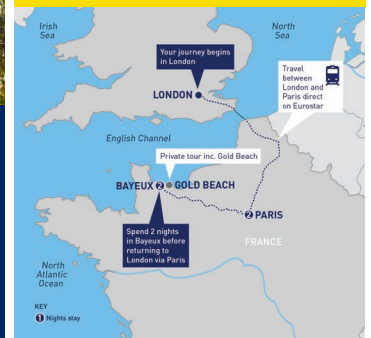 Irish
Sea
North
Sea
Your journey begins
in London
Travel
between
London and
Paris direct
on Eurostar
LONDON
English Channel
Private tour inc. Gold Beach
BAYEUX 2 GOLD BEACH
2 PARIS
Spend 2 nights
in Bayeux before
returning to
London via Paris
FRANCE
North
Atlantic
Ocean
KEY
1 Nights stay